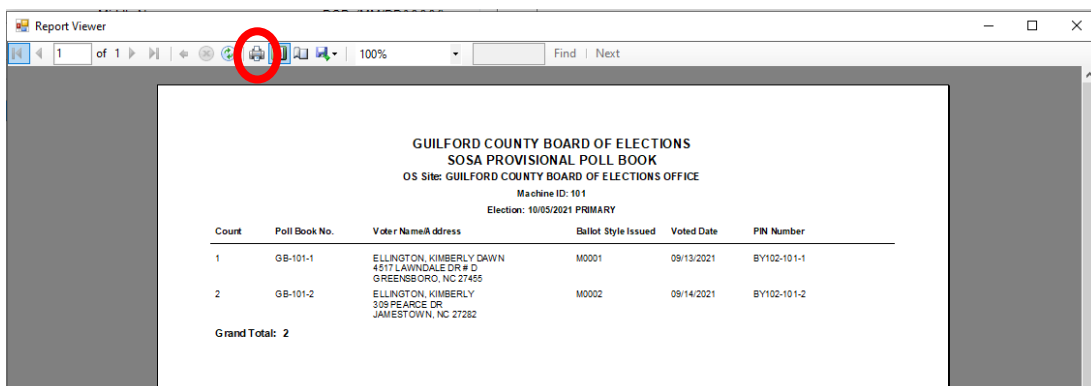 Report Viewer
1 of 1 100% Find | Next
GUILFORD COUNTY BOARD OF ELECTIONS
SOSA PROVISIONAL POLL BOOK
OS Site: GUILFORD COUNTY BOARD OF ELECTIONS OFFICE
Machine ID: 101
Election: 10/05/2021 PRIMARY
Count Poll Book No. Voter Name/Address Ballot Style Issued Voted Date PIN Number
1 GB-101-1 ELLINGTON, KIMBERLY DAWN M0001 09/13/2021 BY102-101-1
4517 LAWNDALE DR # D
GREENSBORO, NC 27455
2 GB-101-2 ELLINGTON, KIMBERLY M0002 09/14/2021 BY102-101-2
309 PEARCE DR
JAMESTOWN, NC 27282
Grand Total: 2